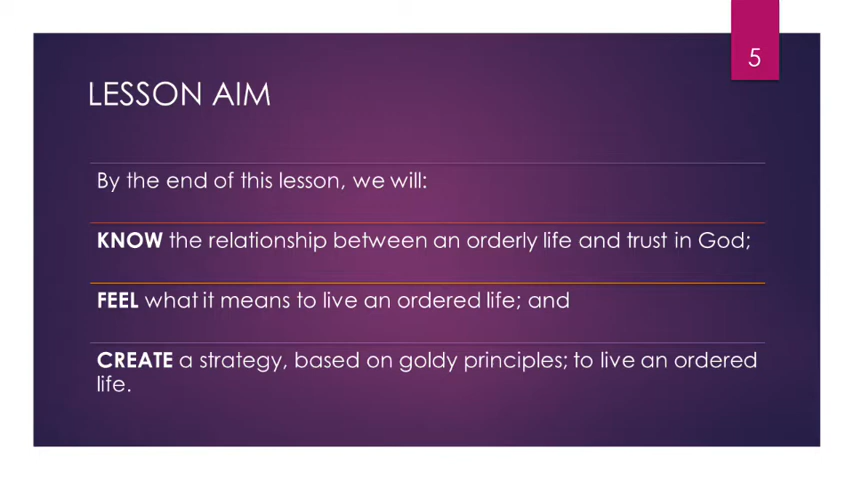 5
LESSON AIM
By the end of this lesson, we will:
KNOW the relationship between an orderly life and trust in God;
FEEL what it means to live an ordered life; and
CREATE a strategy, based on goldy principles; to live an ordered
life.